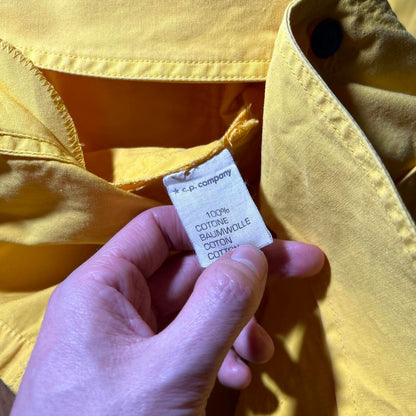 ★ c.p. company
100%
COTONE
BAUMWOLLE
COTON
COTTON